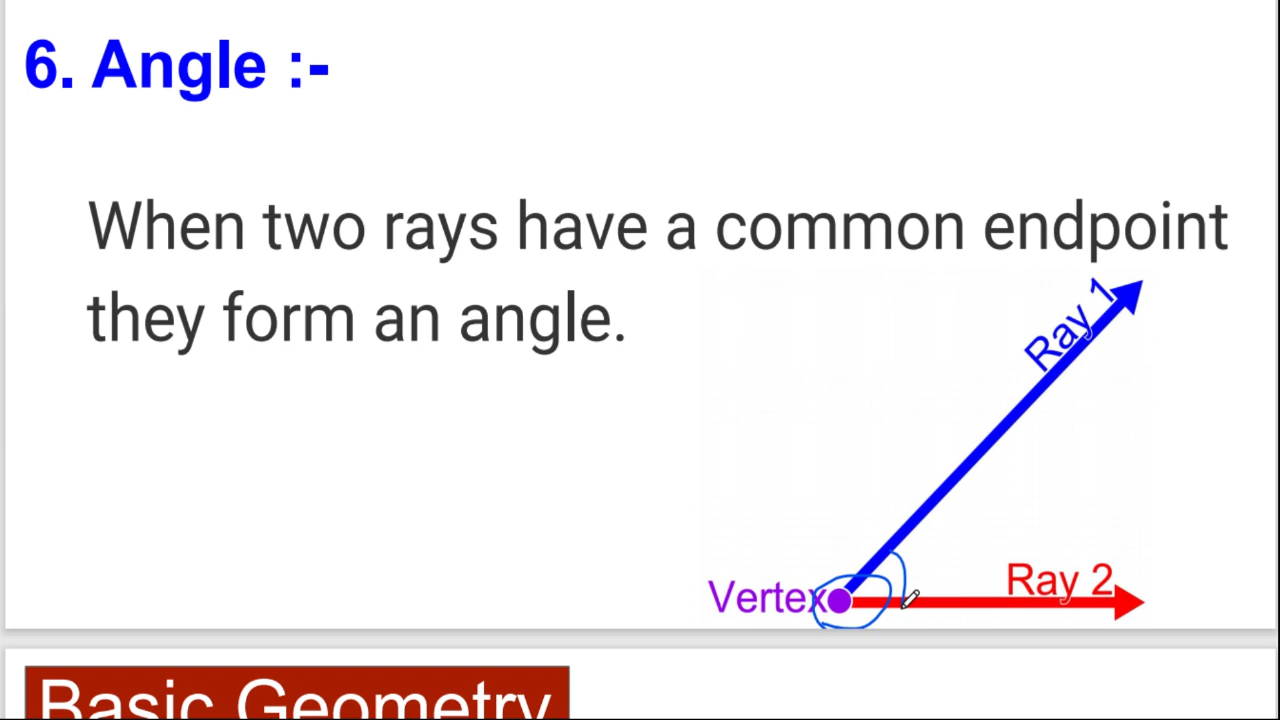 6. Angle :-
When two rays have a common endpoint
they form an angle.
Ray 1
Ray 2
Vertex
Basic Geometry